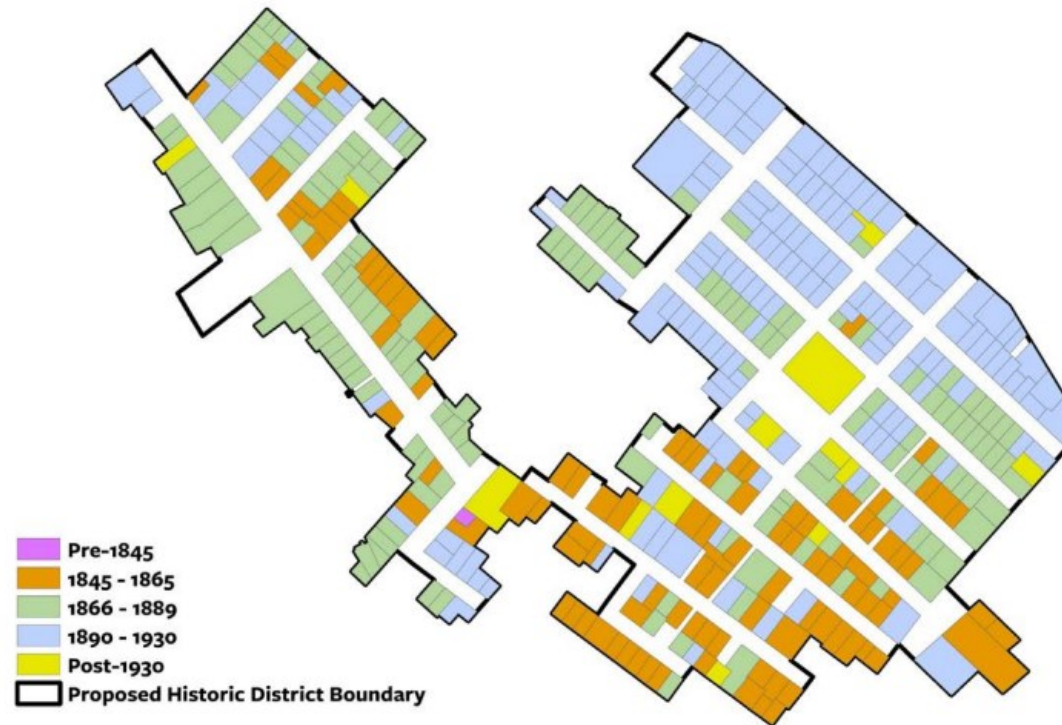 Pre-1845
1845 - 1865
1866 - 1889
1890 - 1930
Post-1930
Proposed Historic District Boundary